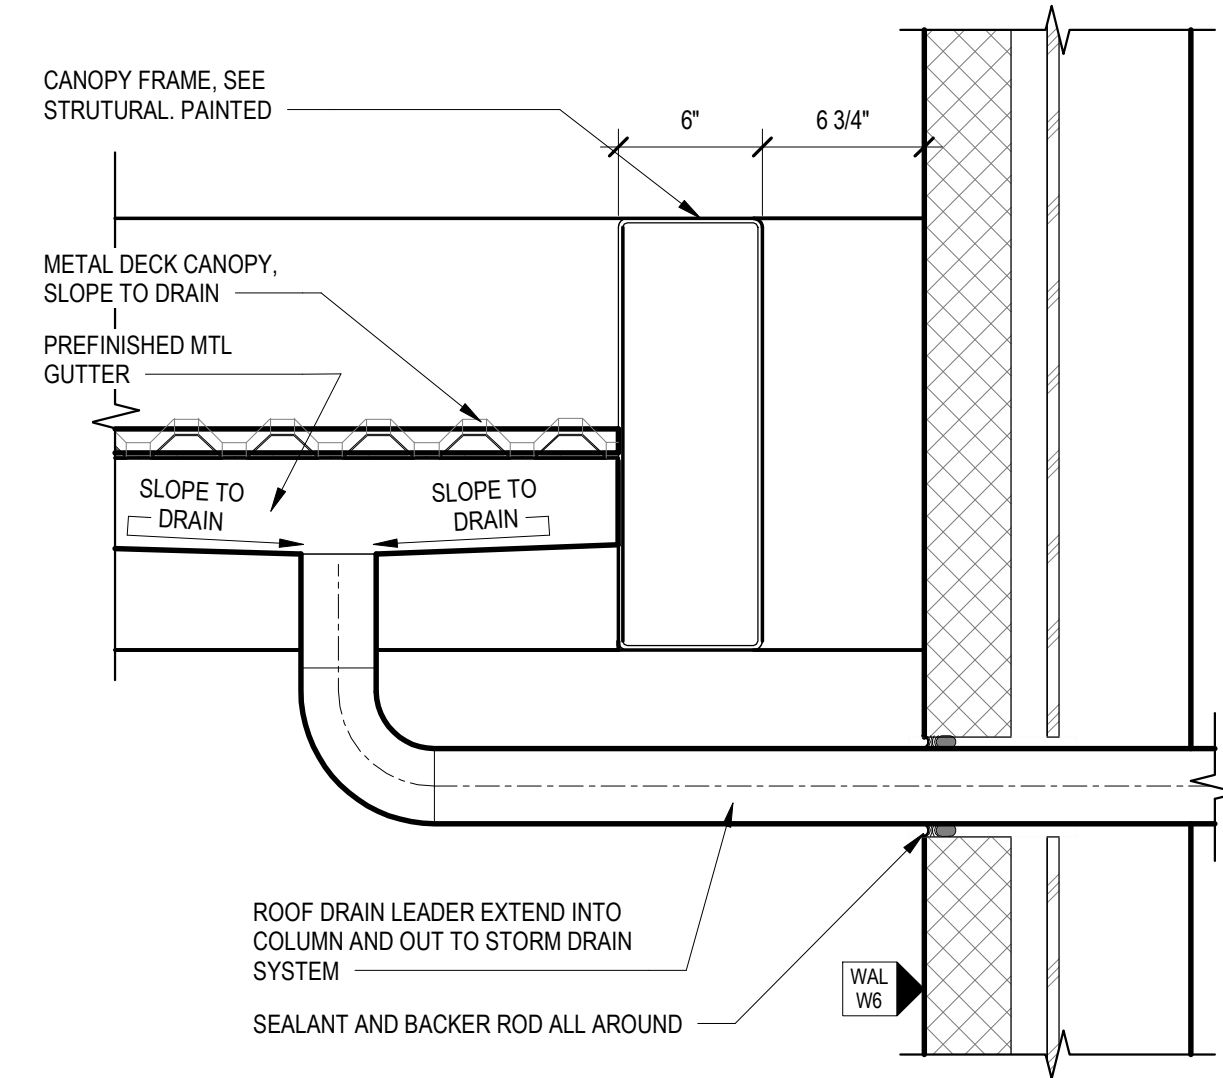 CANOPY FRAME, SEE
STRUTURAL. PAINTED
6"
6 3/4"
METAL DECK CANOPY,
SLOPE TO DRAIN
PREFINISHED MTL
GUTTER
SLOPE TO
DRAIN
SLOPE TO
DRAIN
ROOF DRAIN LEADER EXTEND INTO
COLUMN AND OUT TO STORM DRAIN
SYSTEM
WAL
W6
SEALANT AND BACKER ROD ALL AROUND